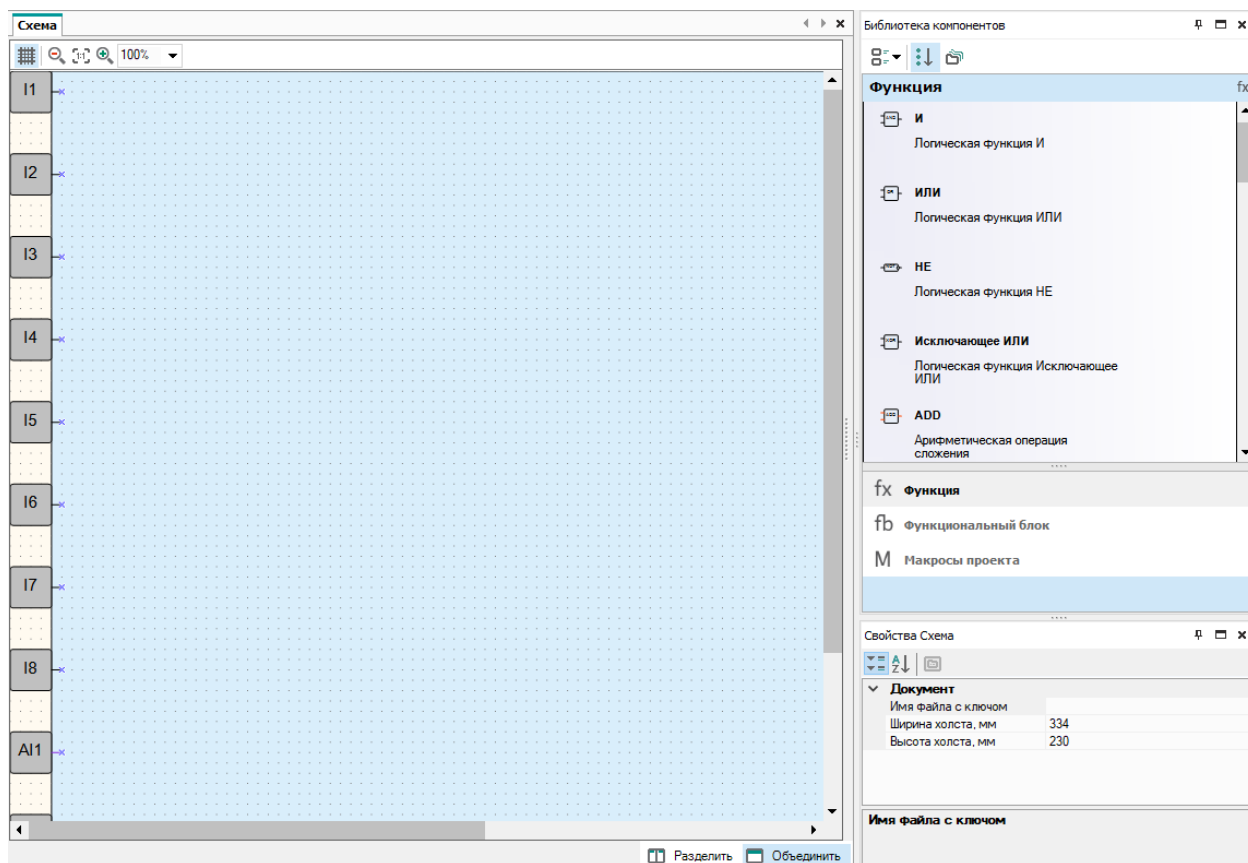 Схема
100%
I1
I2
I3
I4
I5
I6
I7
I8
AI1
Разделить
Объединить
Библиотека компонентов
Функция
fx
И
Логическая функция И
ИЛИ
Логическая функция ИЛИ
НЕ
Логическая функция НЕ
Исключающее ИЛИ
Логическая функция Исключающее
ИЛИ
ADD
Арифметическая операция
сложения
fx Функция
fb Функциональный блок
M Макросы проекта
Свойства Схема
Документ
Имя файла с ключом
Ширина холста, мм 334
Высота холста, мм 230
Имя файла с ключом